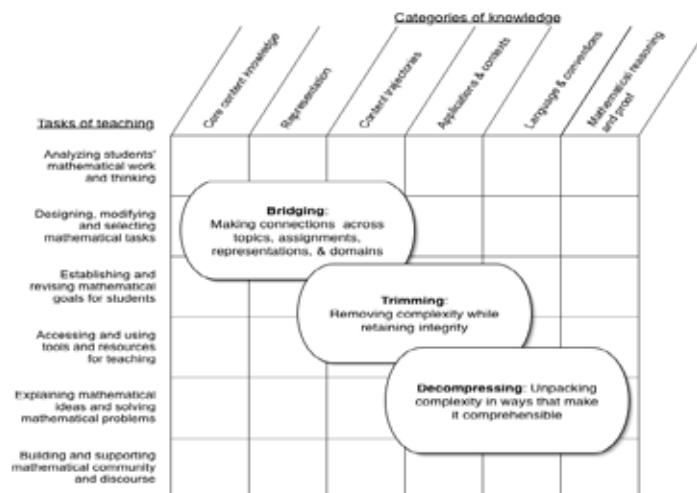 Categories of knowledge
Core content knowledge
Representation
Content trajectories
Applications & contexts
Language & conventions
Mathematical reasoning
and proof
Tasks of teaching
Analyzing students'
mathematical work
and thinking
Designing, modifying
and selecting
mathematical tasks
Establishing and
revising mathematical
goals for students
Accessing and using
tools and resources
for teaching
Explaining mathematical
ideas and solving
mathematical problems
Building and supporting
mathematical community
and discourse
Bridging:
Making connections across
topics, assignments,
representations, & domains
Trimming:
Removing complexity while
retaining integrity
Decompressing: Unpacking
complexity in ways that make
it comprehensible